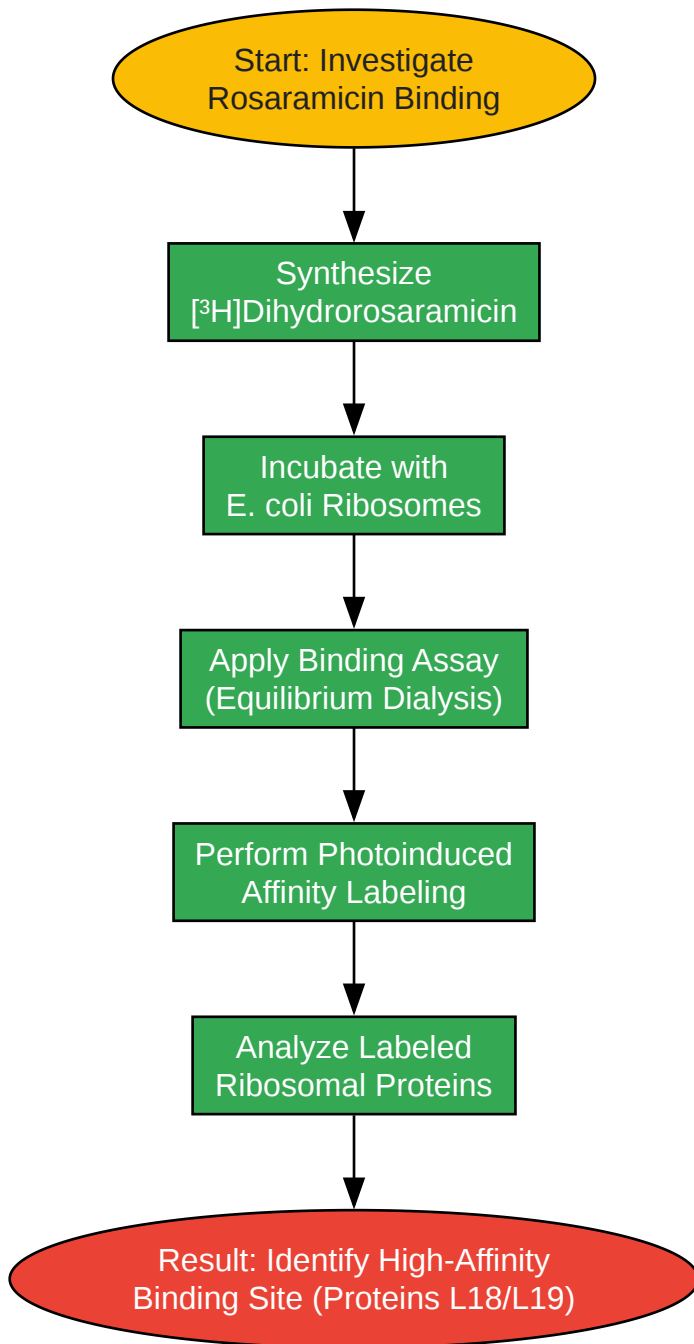 Start: Investigate
Rosaramicin Binding
Synthesize
[³H]Dihydrorosaramicin
Incubate with
E. coli Ribosomes
Apply Binding Assay
(Equilibrium Dialysis)
Perform Photoinduced
Affinity Labeling
Analyze Labeled
Ribosomal Proteins
Result: Identify High-Affinity
Binding Site (Proteins L18/L19)